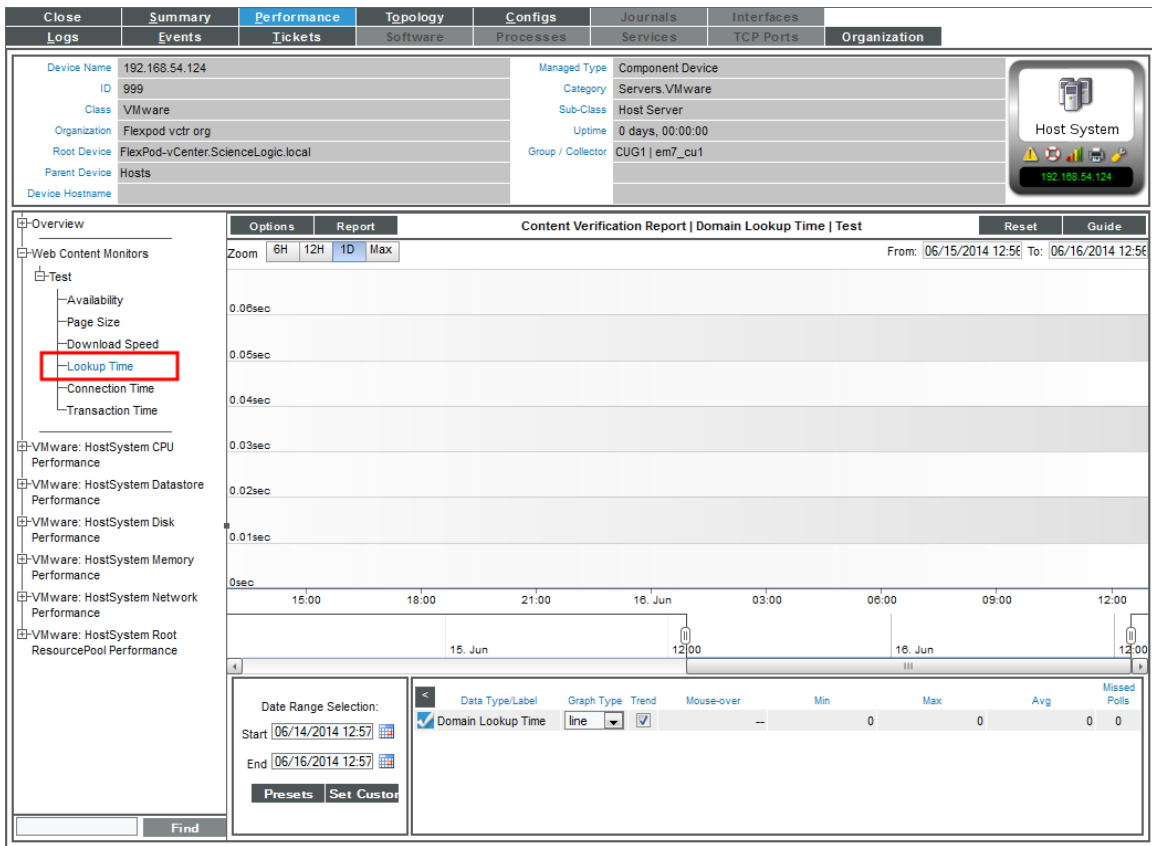 Close Summary Performance Topology Configs Journals Interfaces
Logs Events Tickets Software Processes Services TCP Ports Organization
Device Name 192.168.54.124 Managed Type Component Device
ID 999 Category Servers.VMware
Class VMware Sub-Class Host Server
Organization Flexpod vctr org Uptime 0 days, 00:00:00
Root Device FlexPod-vCenter.ScienceLogic.local Group / Collector CUG1 | em7_cu1
Parent Device Hosts
Device Hostname
Host System
192.168.54.124
Overview
Web Content Monitors
Test
Availability
Page Size
Download Speed
Lookup Time
Connection Time
Transaction Time
VMware: HostSystem CPU
Performance
VMware: HostSystem Datastore
Performance
VMware: HostSystem Disk
Performance
VMware: HostSystem Memory
Performance
VMware: HostSystem Network
Performance
VMware: HostSystem Root
ResourcePool Performance
Find
Options Report Content Verification Report | Domain Lookup Time | Test Reset Guide
Zoom 6H 12H 1D Max From: 06/15/2014 12:56 To: 06/16/2014 12:56
0.06sec
0.05sec
0.04sec
0.03sec
0.02sec
0.01sec
0sec
15:00 18:00 21:00 16. Jun 03:00 06:00 09:00 12:00
15. Jun 12:00 16. Jun 12:00
Date Range Selection:
Start 06/14/2014 12:57
End 06/16/2014 12:57
Presets Set Custor
< Data Type/Label Graph Type Trend Mouse-over Min Max Avg Missed Polls
Domain Lookup Time line -- 0 0 0 0